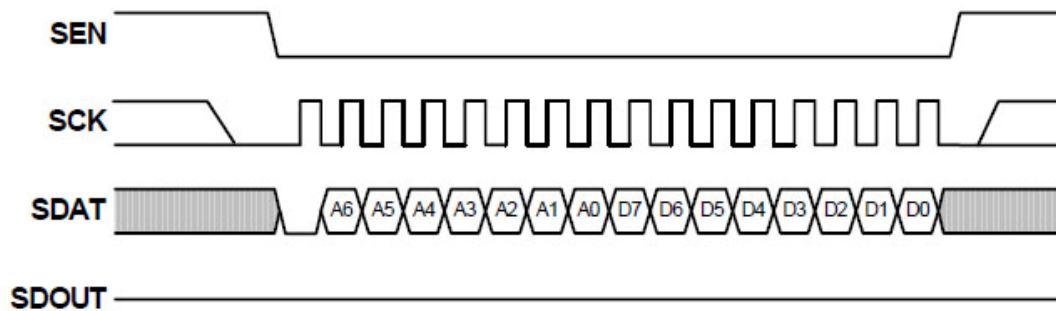 SEN
SCK
SDAT A6 A5 A4 A3 A2 A1 A0 D7 D6 D5 D4 D3 D2 D1 D0
SDOUT